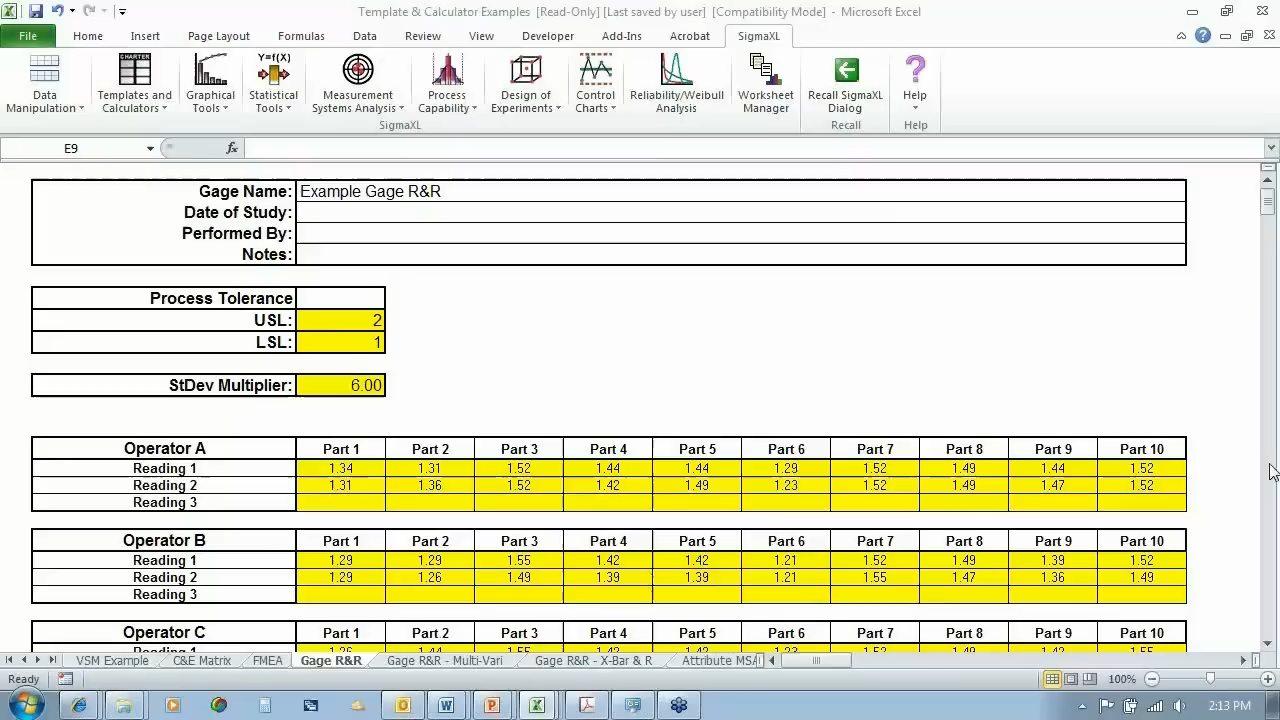 Template & Calculator Examples [Read-Only] [Last saved by user] [Compatibility Mode] - Microsoft Excel
File Home Insert Page Layout Formulas Data Review View Developer Add-Ins Acrobat SigmaXL
Data Manipulation Templates and Calculators Graphical Tools Y=f(X) Statistical Tools Measurement Systems Analysis Process Capability Design of Experiments Control Charts Reliability/Weibull Analysis Worksheet Manager Recall SigmaXL Dialog Help
SigmaXL Recall Help
E9 fx
Gage Name: Example Gage R&R
Date of Study:
Performed By:
Notes:
Process Tolerance
USL: 2
LSL: 1
StDev Multiplier: 6.00
Operator A Part 1 Part 2 Part 3 Part 4 Part 5 Part 6 Part 7 Part 8 Part 9 Part 10
Reading 1 1.34 1.31 1.52 1.44 1.44 1.29 1.52 1.49 1.44 1.52
Reading 2 1.31 1.36 1.52 1.42 1.49 1.23 1.52 1.49 1.47 1.52
Reading 3
Operator B Part 1 Part 2 Part 3 Part 4 Part 5 Part 6 Part 7 Part 8 Part 9 Part 10
Reading 1 1.29 1.29 1.55 1.42 1.42 1.21 1.52 1.49 1.39 1.52
Reading 2 1.29 1.26 1.49 1.39 1.39 1.21 1.55 1.47 1.36 1.49
Reading 3
Operator C Part 1 Part 2 Part 3 Part 4 Part 5 Part 6 Part 7 Part 8 Part 9 Part 10
VSM Example C&E Matrix FMEA Gage R&R Gage R&R - Multi-Vari Gage R&R - X-Bar & R Attribute MSA
Ready 100%
2:13 PM